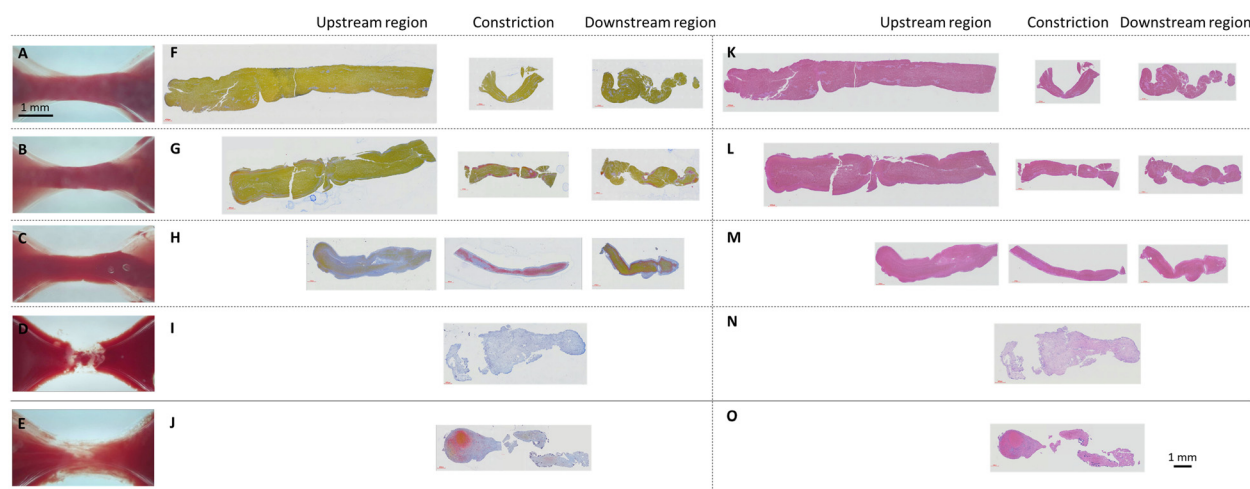 Upstream region Constriction Downstream region Upstream region Constriction Downstream region
A F K
1 mm
B G L
C H M
D I N
E J O
1 mm